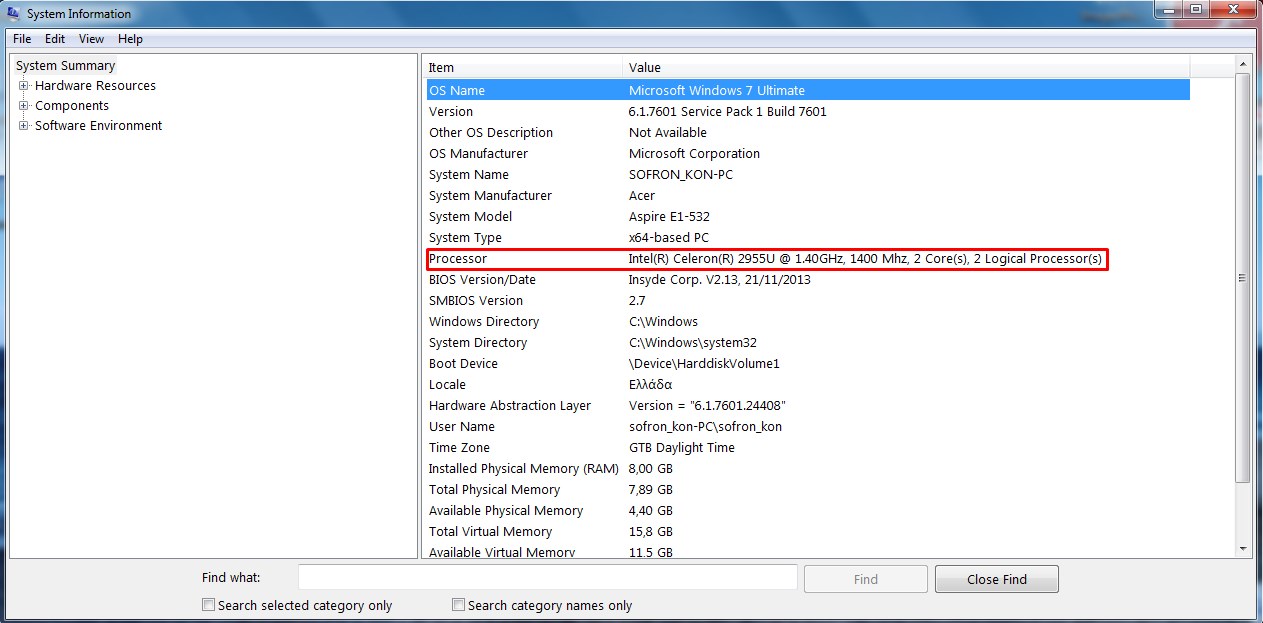 System Information
File Edit View Help
System Summary
Hardware Resources
Components
Software Environment
Item Value
OS Name Microsoft Windows 7 Ultimate
Version 6.1.7601 Service Pack 1 Build 7601
Other OS Description Not Available
OS Manufacturer Microsoft Corporation
System Name SOFRON_KON-PC
System Manufacturer Acer
System Model Aspire E1-532
System Type x64-based PC
Processor Intel(R) Celeron(R) 2955U @ 1.40GHz, 1400 Mhz, 2 Core(s), 2 Logical Processor(s)
BIOS Version/Date Insyde Corp. V2.13, 21/11/2013
SMBIOS Version 2.7
Windows Directory C:\Windows
System Directory C:\Windows\system32
Boot Device \Device\HarddiskVolume1
Locale Ελλάδα
Hardware Abstraction Layer Version = "6.1.7601.24408"
User Name sofron_kon-PC\sofron_kon
Time Zone GTB Daylight Time
Installed Physical Memory (RAM) 8,00 GB
Total Physical Memory 7,89 GB
Available Physical Memory 4,40 GB
Total Virtual Memory 15,8 GB
Available Virtual Memory 11,5 GB
Find what: Find Close Find
Search selected category only Search category names only